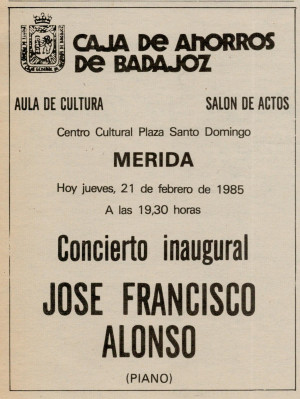 CAJA DE AHORROS
DE BADAJOZ
AULA DE CULTURA SALON DE ACTOS
Centro Cultural Plaza Santo Domingo
MERIDA
Hoy jueves, 21 de febrero de 1985
A las 19,30 horas
Concierto inaugural
JOSE FRANCISCO
ALONSO
(PIANO)